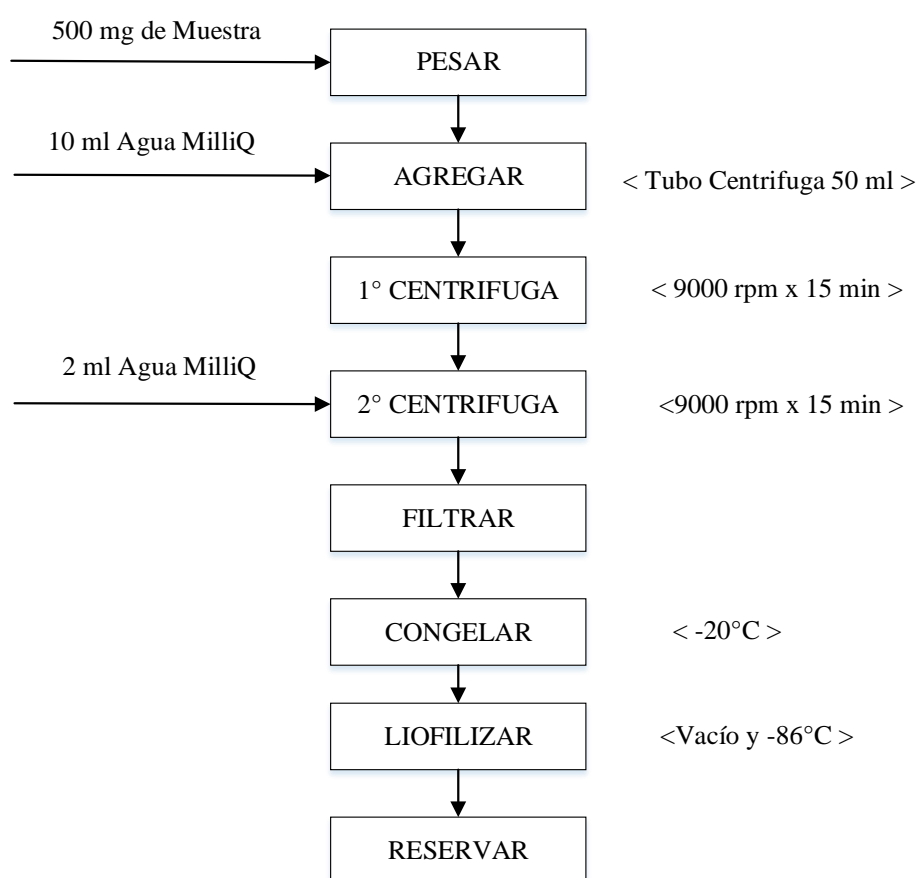 500 mg de Muestra
PESAR
10 ml Agua MilliQ
AGREGAR
< Tubo Centrifuga 50 ml >
1° CENTRIFUGA
< 9000 rpm x 15 min >
2 ml Agua MilliQ
2° CENTRIFUGA
<9000 rpm x 15 min >
FILTRAR
CONGELAR
< -20°C >
LIOFILIZAR
<Vacío y -86°C >
RESERVAR